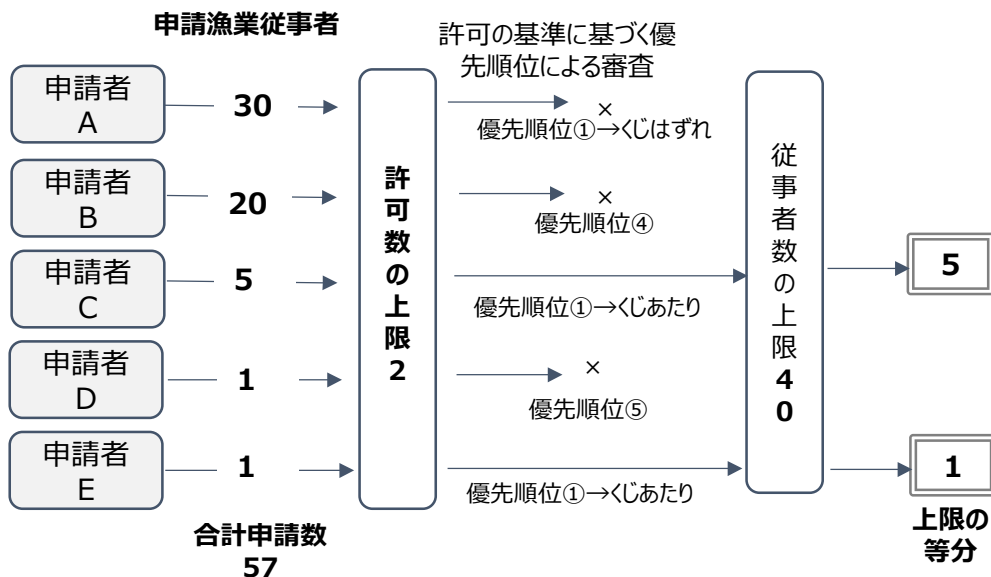 申請漁業従事者
許可の基準に基づく優
先順位による審査
申請者
A
30
×
優先順位①→くじはずれ
申請者
B
20
×
優先順位④
申請者
C
5
優先順位①→くじあたり
5
申請者
D
1
×
優先順位⑤
申請者
E
1
優先順位①→くじあたり
1
許可数の上限2
従事者数の上限40
合計申請数
57
上限の
等分